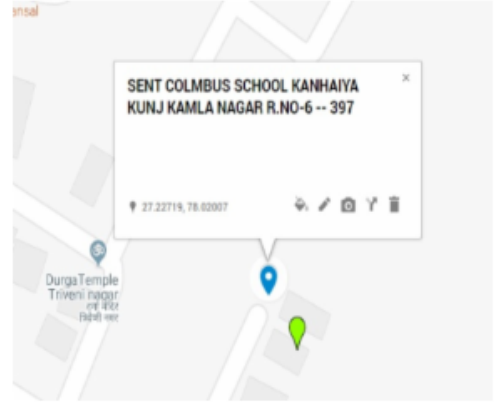 ansal
SENT COLMBUS SCHOOL KANHAIYA
KUNJ KAMLA NAGAR R.NO-6 -- 397
27.22719, 78.02007
DurgaTemple
Triveni nagar